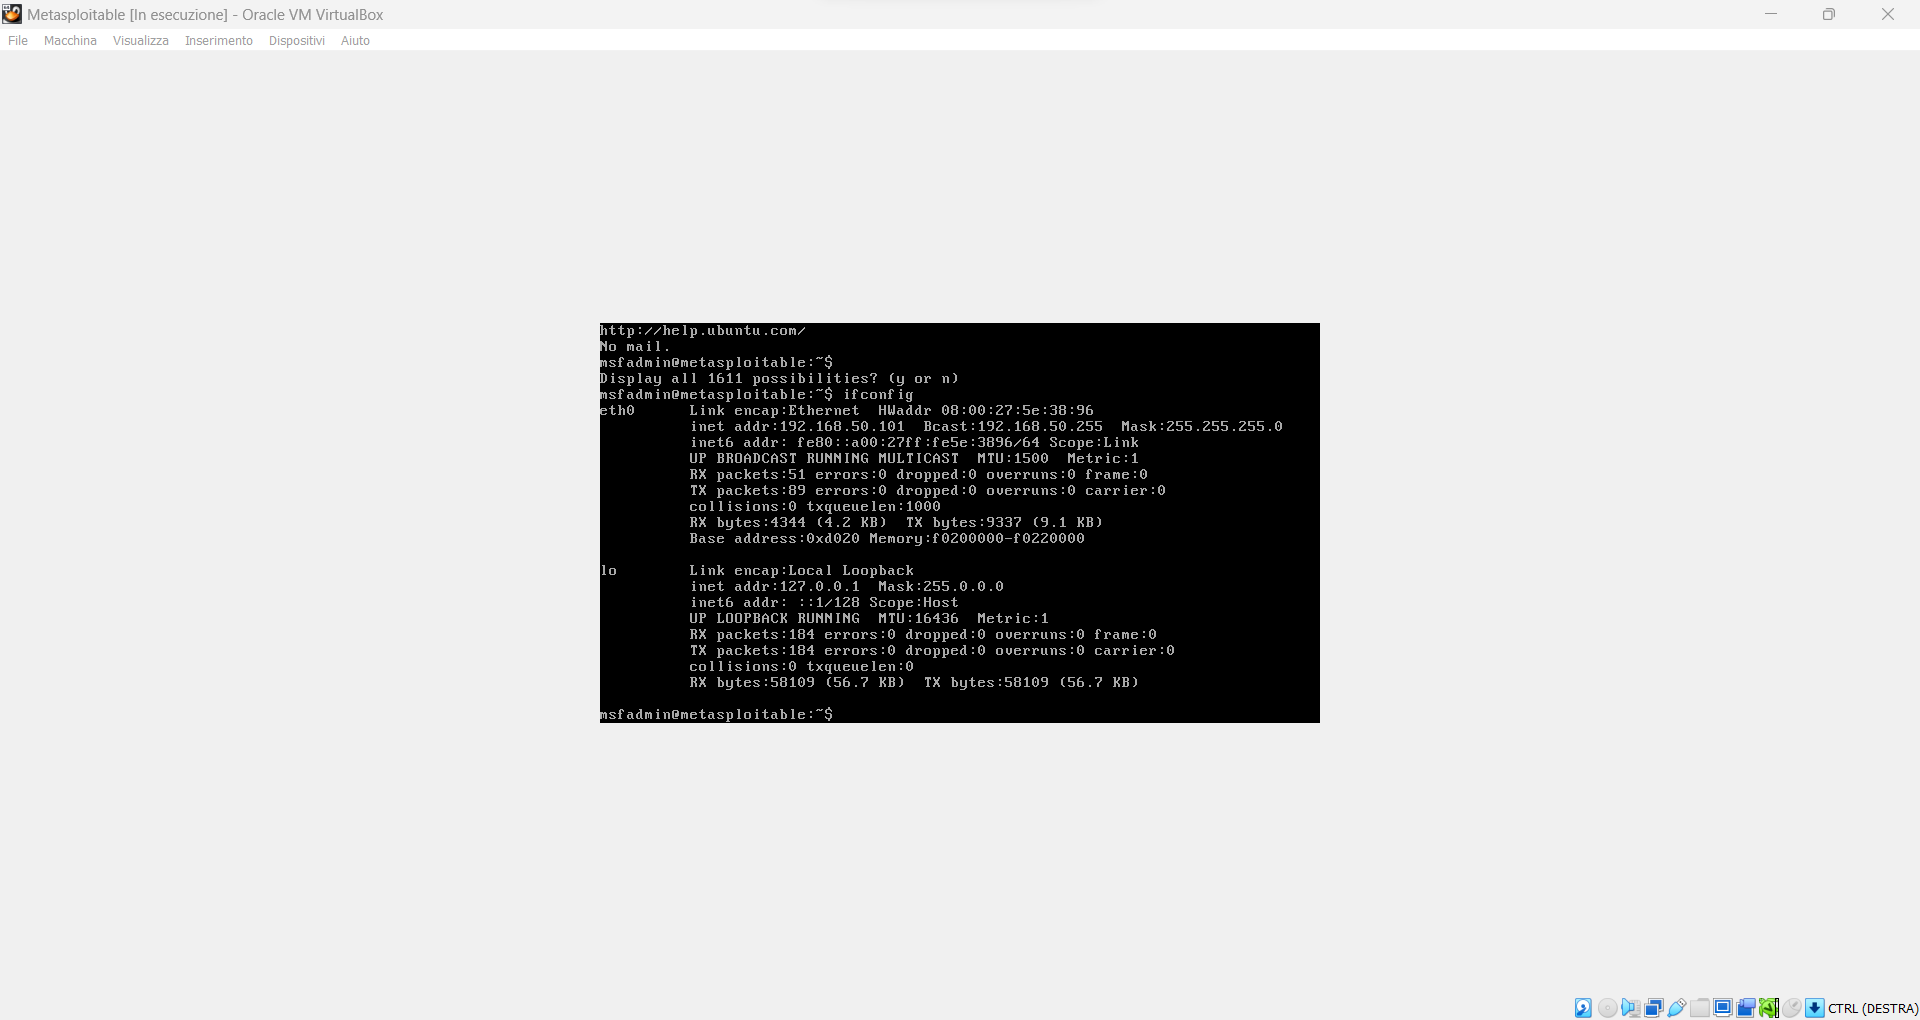 Metasploitable [In esecuzione] - Oracle VM VirtualBox
File Macchina Visualizza Inserimento Dispositivi Aiuto
http://help.ubuntu.com/
No mail.
msfadmin@metasploitable:~$
Display all 1611 possibilities? (y or n)
msfadmin@metasploitable:~$ ifconfig
eth0      Link encap:Ethernet  HWaddr 08:00:27:5e:38:96
          inet addr:192.168.50.101  Bcast:192.168.50.255  Mask:255.255.255.0
          inet6 addr: fe80::a00:27ff:fe5e:3896/64 Scope:Link
          UP BROADCAST RUNNING MULTICAST  MTU:1500  Metric:1
          RX packets:51 errors:0 dropped:0 overruns:0 frame:0
          TX packets:89 errors:0 dropped:0 overruns:0 carrier:0
          collisions:0 txqueuelen:1000
          RX bytes:4344 (4.2 KB)  TX bytes:9337 (9.1 KB)
          Base address:0xd020 Memory:f0200000-f0220000
lo        Link encap:Local Loopback
          inet addr:127.0.0.1  Mask:255.0.0.0
          inet6 addr: ::1/128 Scope:Host
          UP LOOPBACK RUNNING  MTU:16436  Metric:1
          RX packets:184 errors:0 dropped:0 overruns:0 frame:0
          TX packets:184 errors:0 dropped:0 overruns:0 carrier:0
          collisions:0 txqueuelen:0
          RX bytes:58109 (56.7 KB)  TX bytes:58109 (56.7 KB)
msfadmin@metasploitable:~$
CTRL (DESTRA)